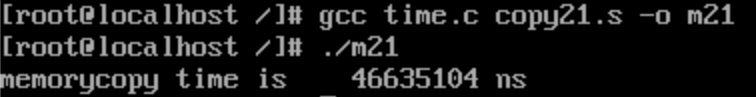 [root@localhost /]# gcc time.c copy21.s -o m21
[root@localhost /]# ./m21
memorycopy time is   46635104 ns